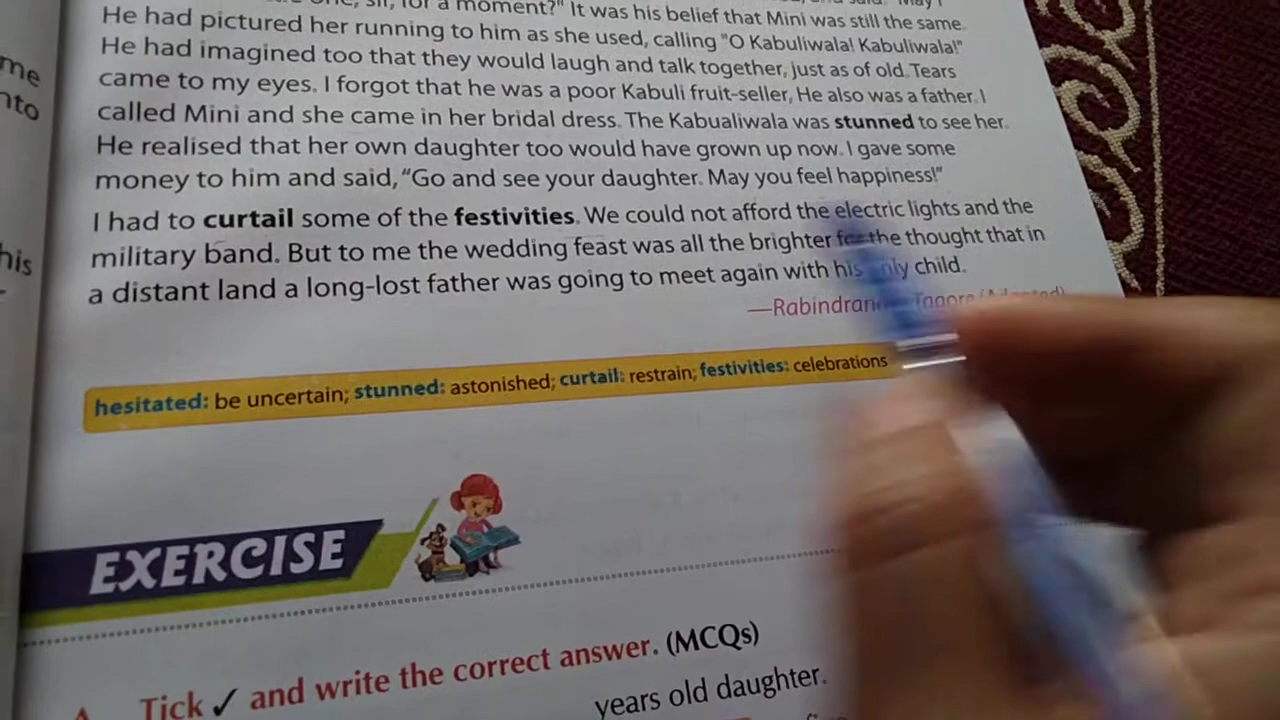 sir, for a moment?" It was his belief that Mini was still the same.
He had pictured her running to him as she used, calling "O Kabuliwala! Kabuliwala!"
He had imagined too that they would laugh and talk together, just as of old. Tears
came to my eyes. I forgot that he was a poor Kabuli fruit-seller, He also was a father. I
called Mini and she came in her bridal dress. The Kabualiwala was stunned to see her.
He realised that her own daughter too would have grown up now. I gave some
money to him and said, "Go and see your daughter. May you feel happiness!"
I had to curtail some of the festivities. We could not afford the electric lights and the
military band. But to me the wedding feast was all the brighter for the thought that in
a distant land a long-lost father was going to meet again with his only child.
—Rabindran Tagore (Adapted)
hesitated: be uncertain; stunned: astonished; curtail: restrain; festivities: celebrations
EXERCISE
A. Tick ✓ and write the correct answer. (MCQs)
years old daughter.
me
nto
his